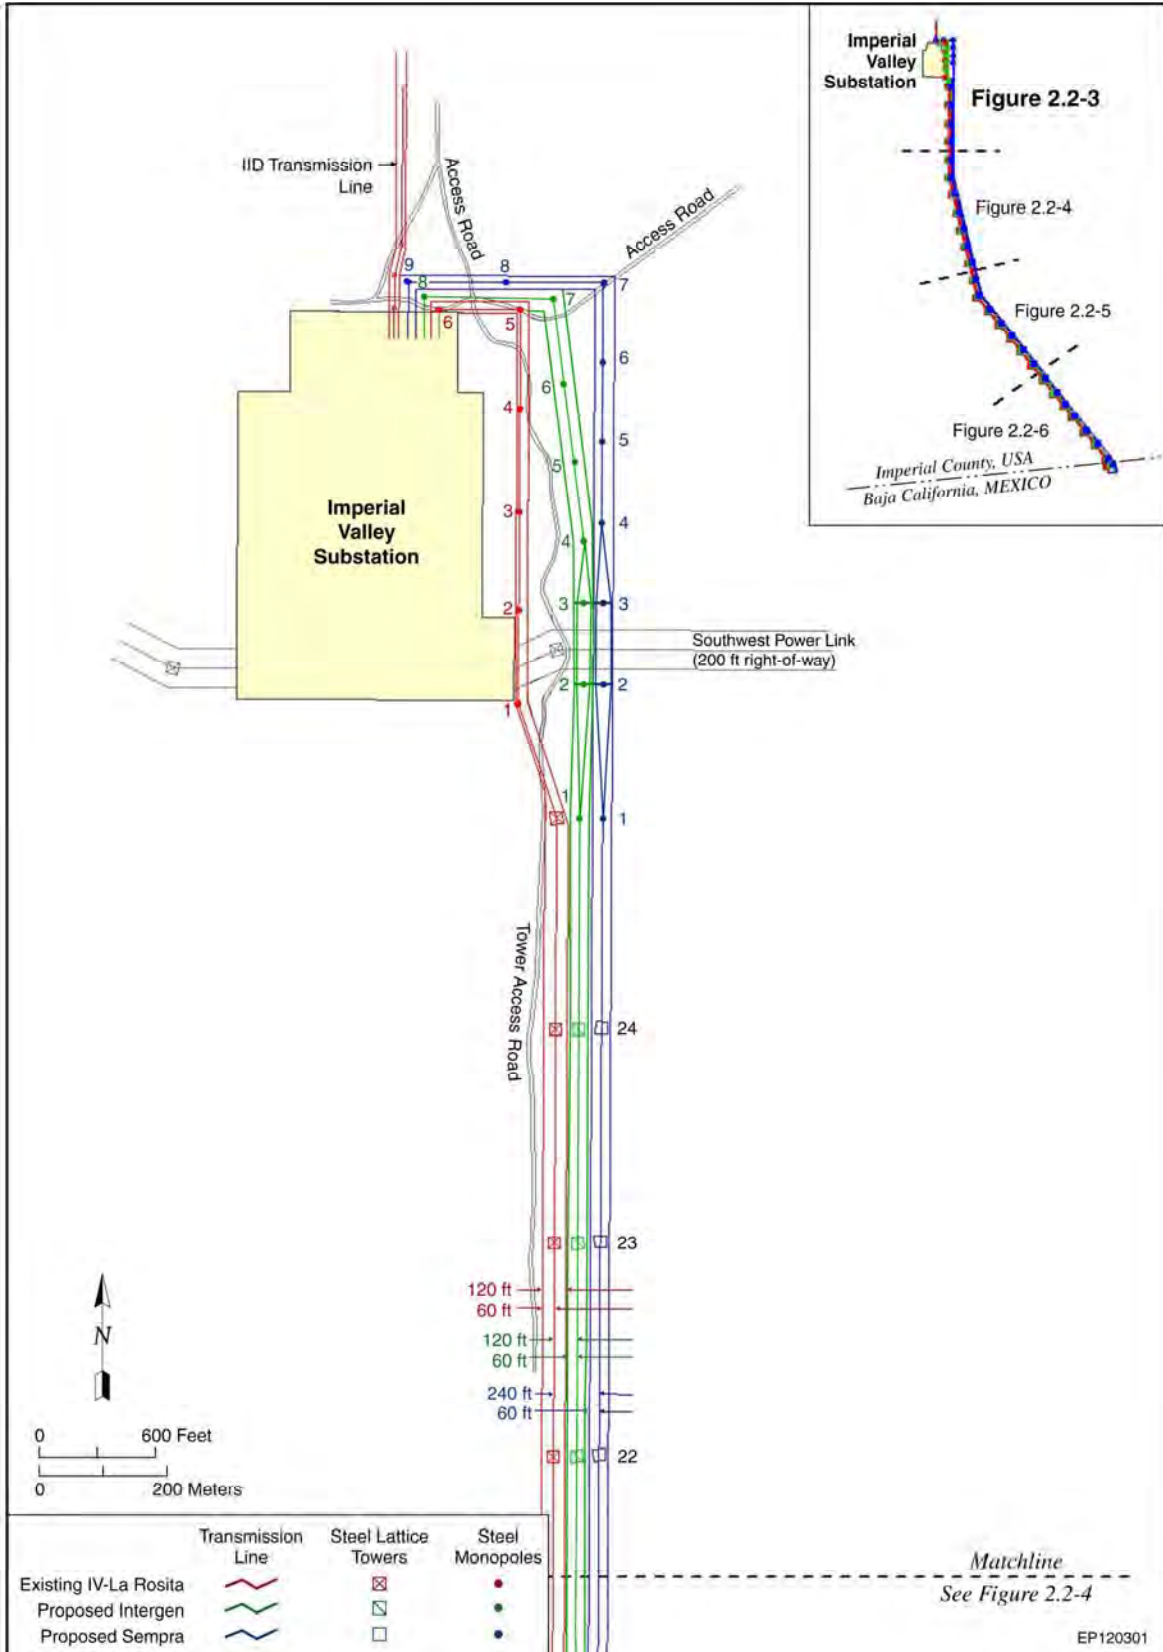 Imperial
Valley
Substation
Figure 2.2-3
Figure 2.2-4
Figure 2.2-5
Figure 2.2-6
Imperial County, USA
Baja California, MEXICO
IID Transmission
Line
Access Road
Access Road
9
8
7
8
7
6
5
6
6
4
5
5
3
4
4
Imperial
Valley
Substation
2
3
3
Southwest Power Link
(200 ft right-of-way)
2
2
1
1
1
Tower Access Road
24
23
120 ft
60 ft
120 ft
60 ft
240 ft
60 ft
22
N
0 600 Feet
0 200 Meters
Transmission
Line
Steel Lattice
Towers
Steel
Monopoles
Existing IV-La Rosita
Proposed Intergen
Proposed Sempra
Matchline
See Figure 2.2-4
EP120301